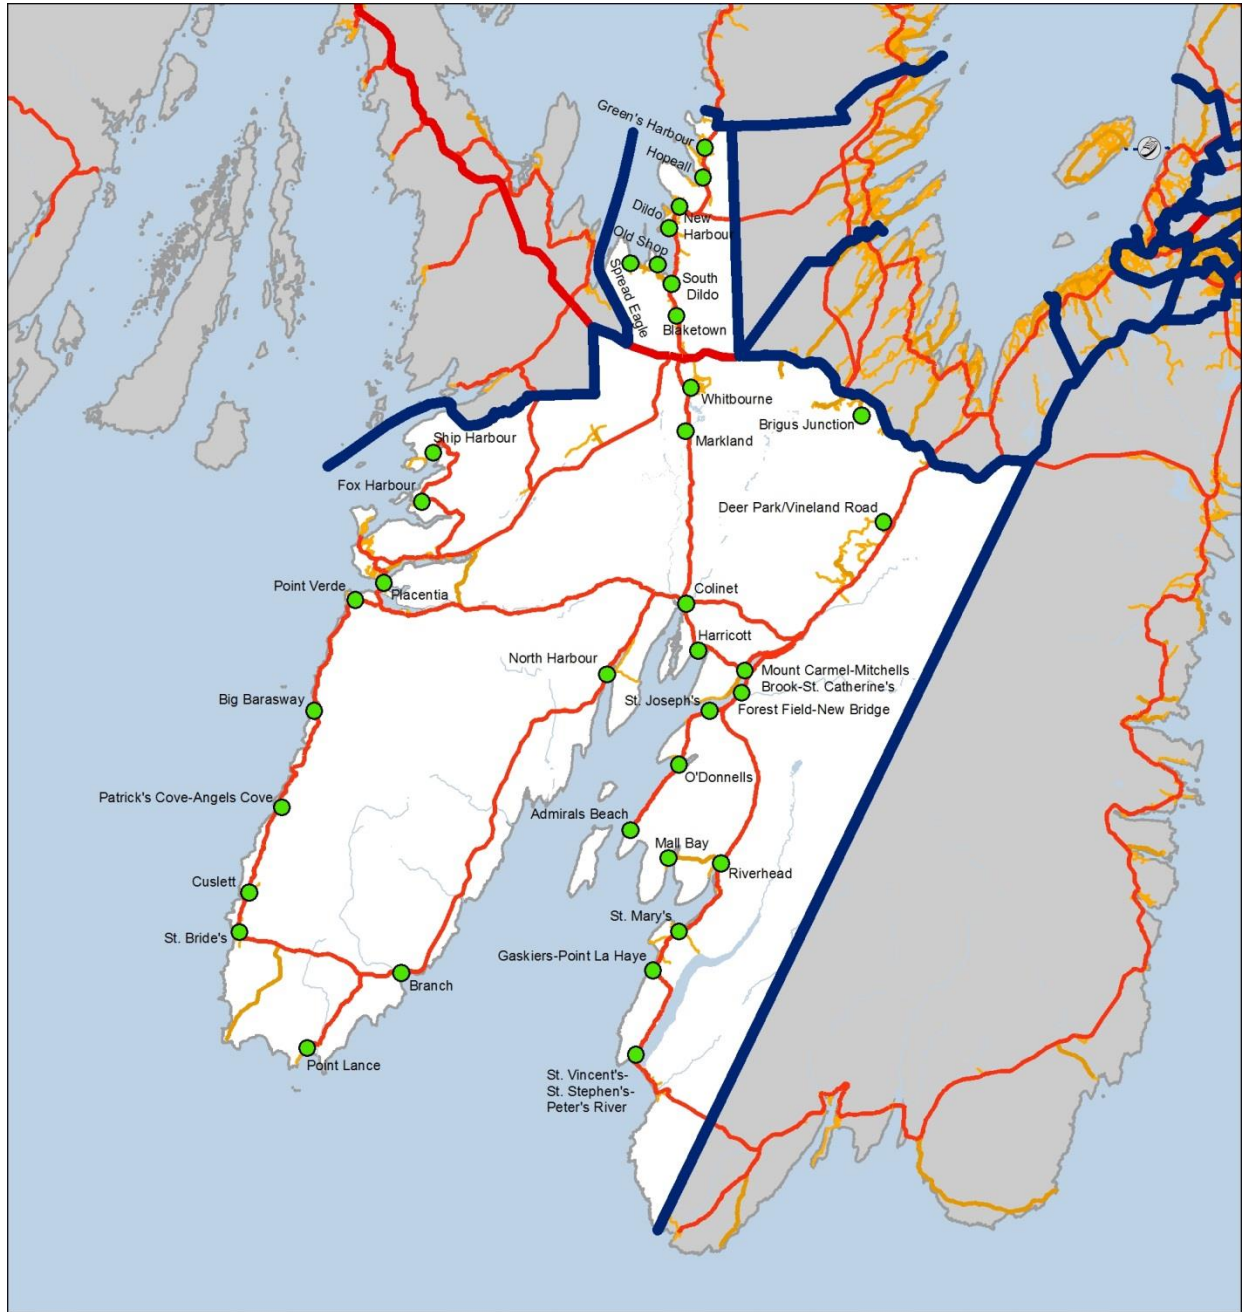 Green's Harbour
Hopeall
Dildo
New
Harbour
Old Shop
Spread Eagle
South
Dildo
Blaketown
Whitbourne
Markland
Brigus Junction
Ship Harbour
Fox Harbour
Deer Park/Vineland Road
Point Verde
Placentia
Colinet
Harricott
North Harbour
Mount Carmel-Mitchells
Brook-St. Catherine's
St. Joseph's
Forest Field-New Bridge
Big Barasway
O'Donnells
Patrick's Cove-Angels Cove
Admirals Beach
Mall Bay
Riverhead
Cuslett
St. Bride's
St. Mary's
Gaskiers-Point La Haye
Branch
Point Lance
St. Vincent's-
St. Stephen's-
Peter's River